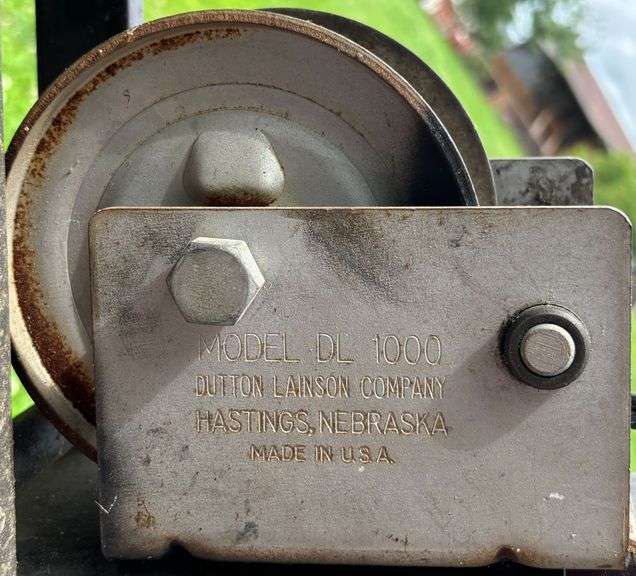 MODEL DL 1000
DUTTON LAINSON COMPANY
HASTINGS, NEBRASKA
MADE IN U.S.A.